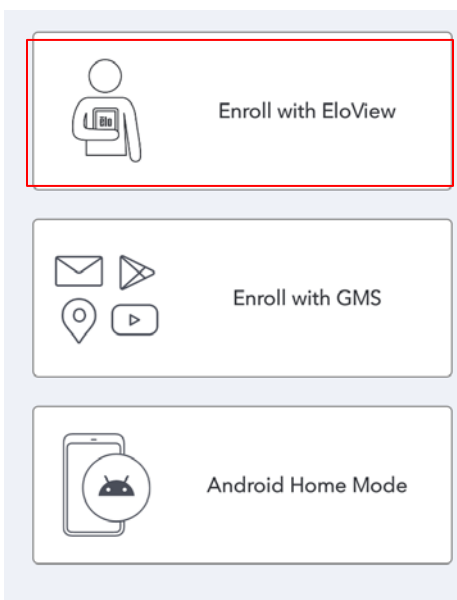 elo
Enroll with EloView
Enroll with GMS
Android Home Mode